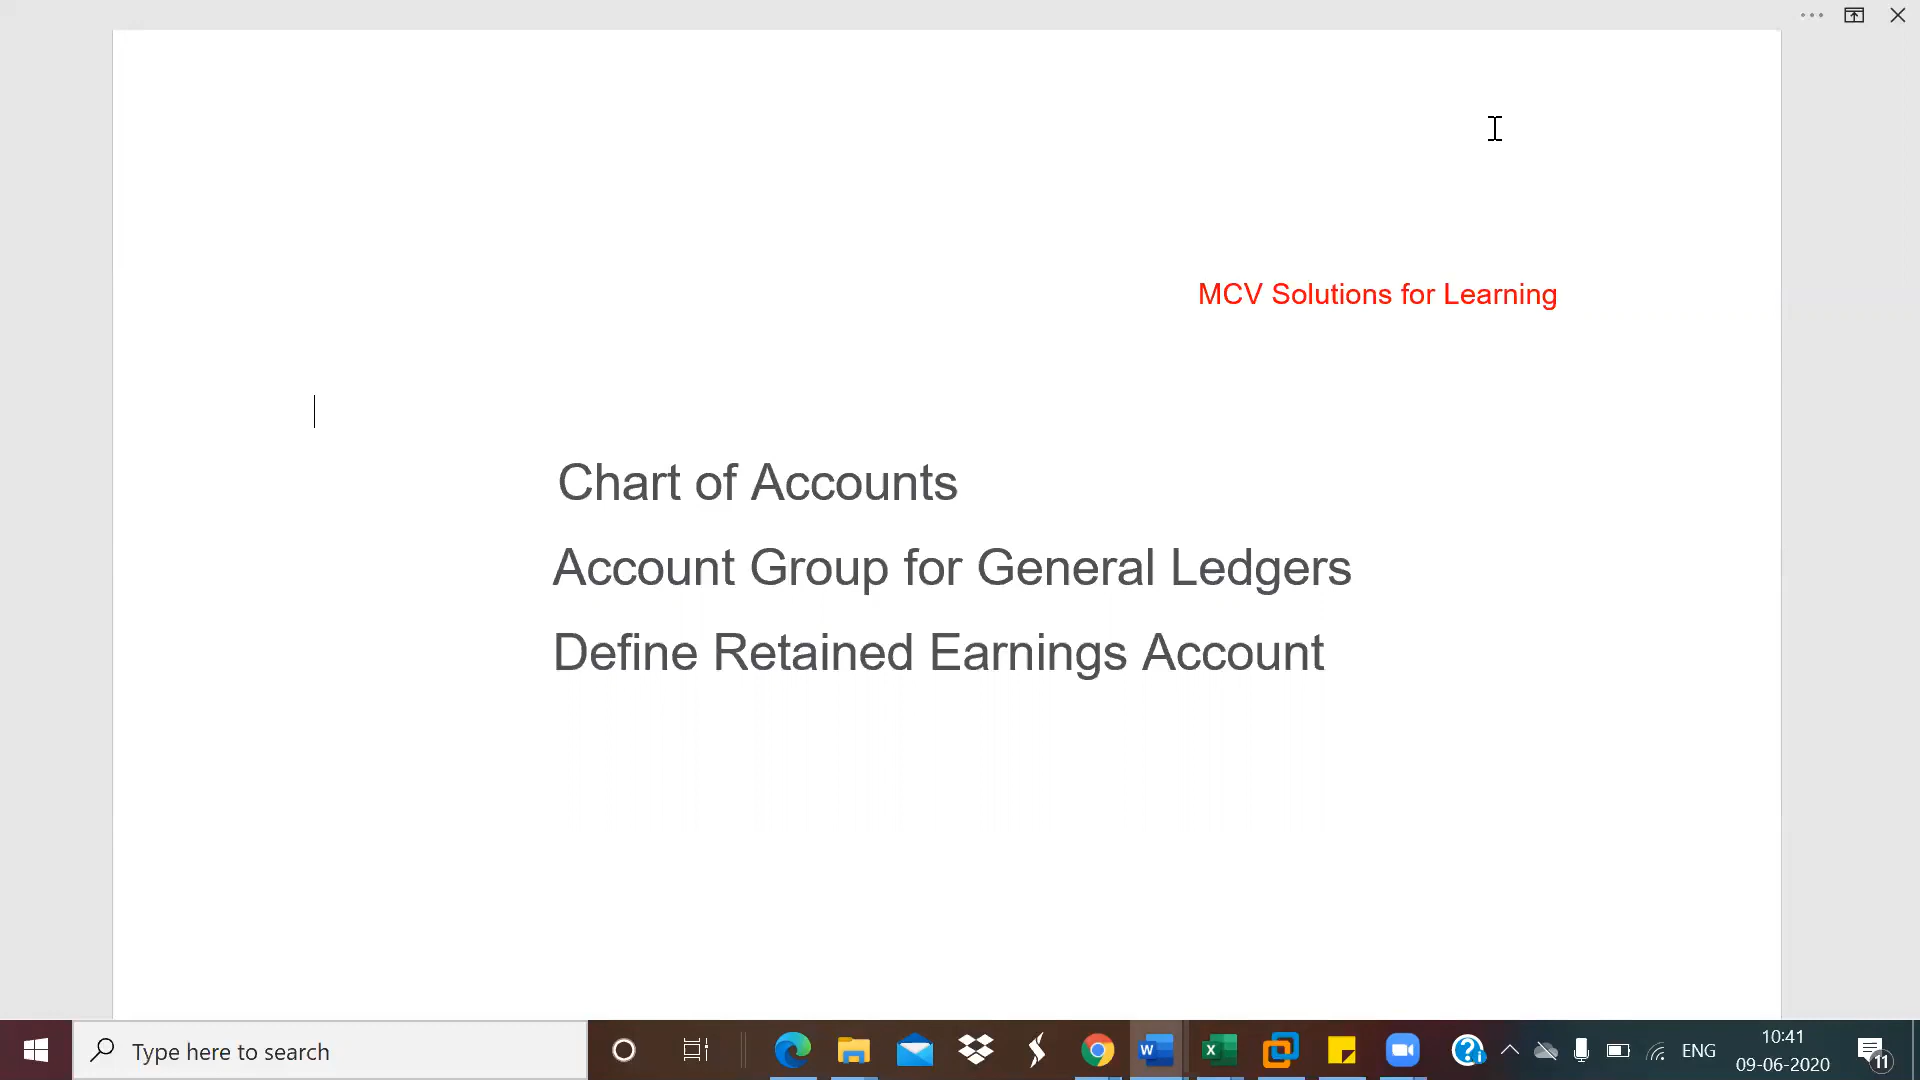 MCV Solutions for Learning
Chart of Accounts
Account Group for General Ledgers
Define Retained Earnings Account
Type here to search
ENG
10:41
09-06-2020
11